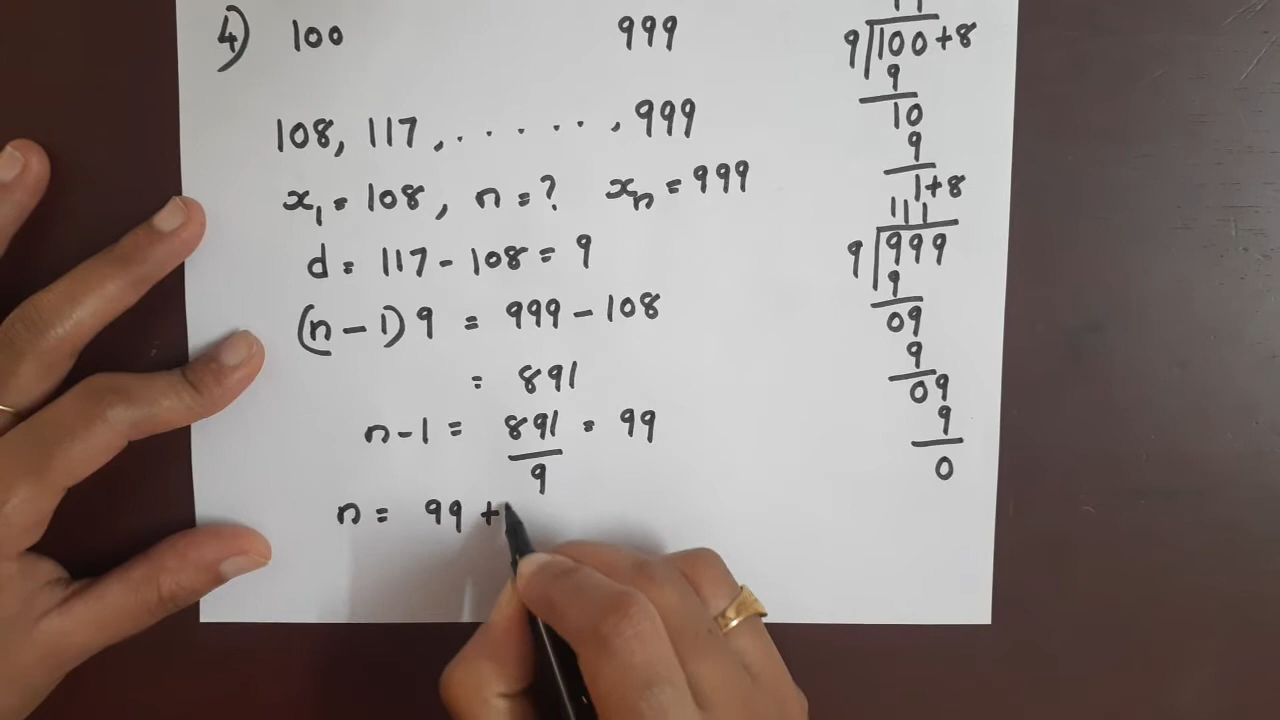 4) 100 999
108, 117, . . . . . . , 999
x₁ = 108, n = ? xₙ = 999
d = 117 - 108 = 9
(n - 1) 9 = 999 - 108
= 891
n - 1 = 891/9 = 99
n = 99 +
11
9 100 + 8
9
10
9
1 + 8
111
9 999
9
09
9
09
9
0